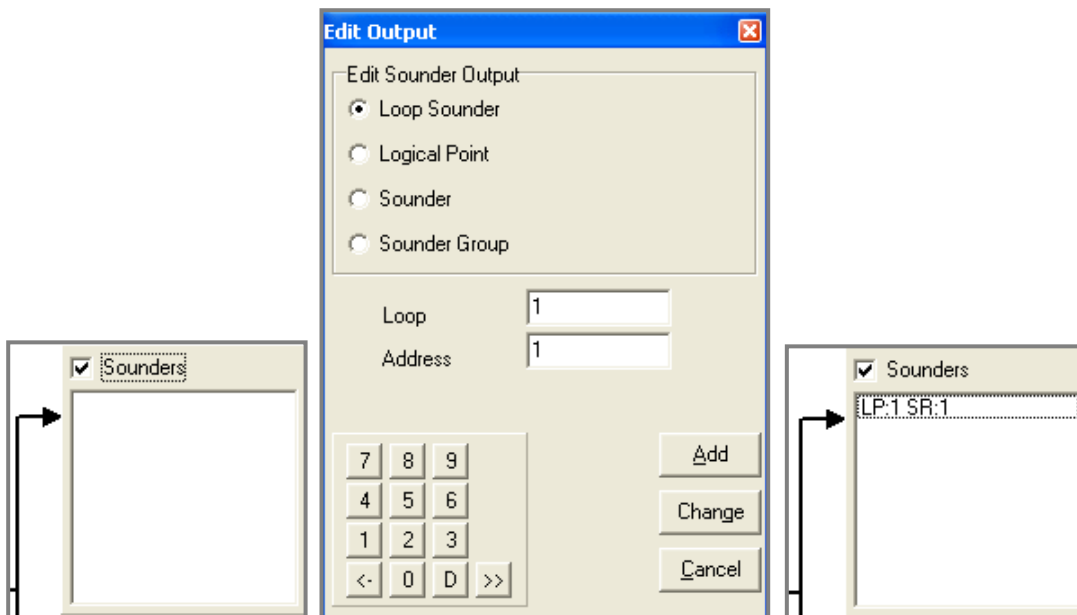 Edit Output
Edit Sounder Output
Loop Sounder
Logical Point
Sounder
Sounder Group
Loop 1
Address 1
7 8 9
4 5 6
1 2 3
<- 0 D >>
Add
Change
Cancel
Sounders
Sounders
LP:1 SR:1